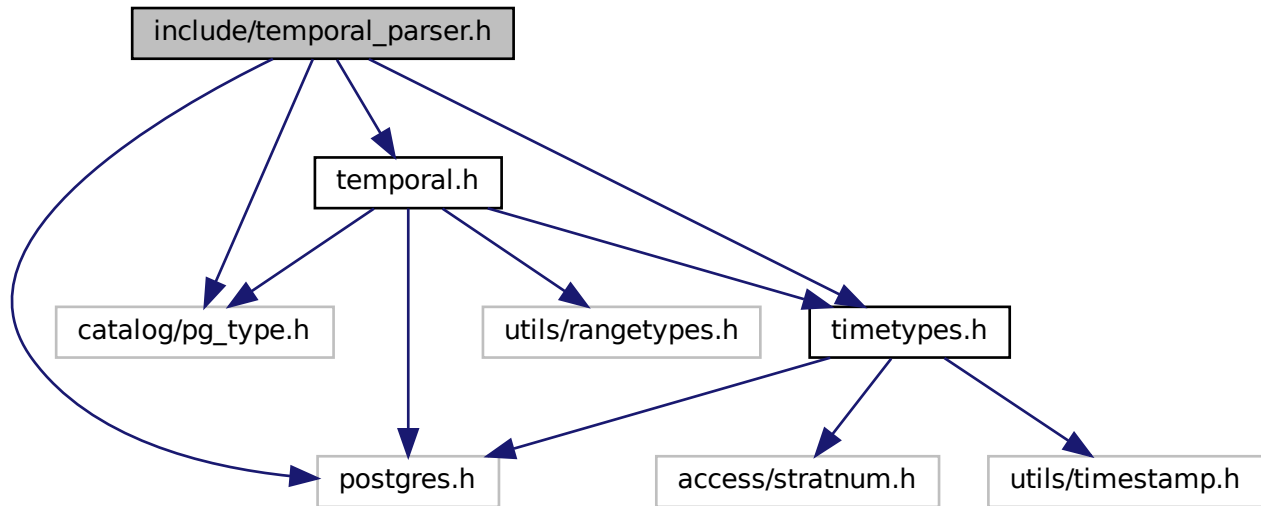 include/temporal_parser.h
temporal.h
catalog/pg_type.h
utils/rangetypes.h
timetypes.h
postgres.h
access/stratnum.h
utils/timestamp.h